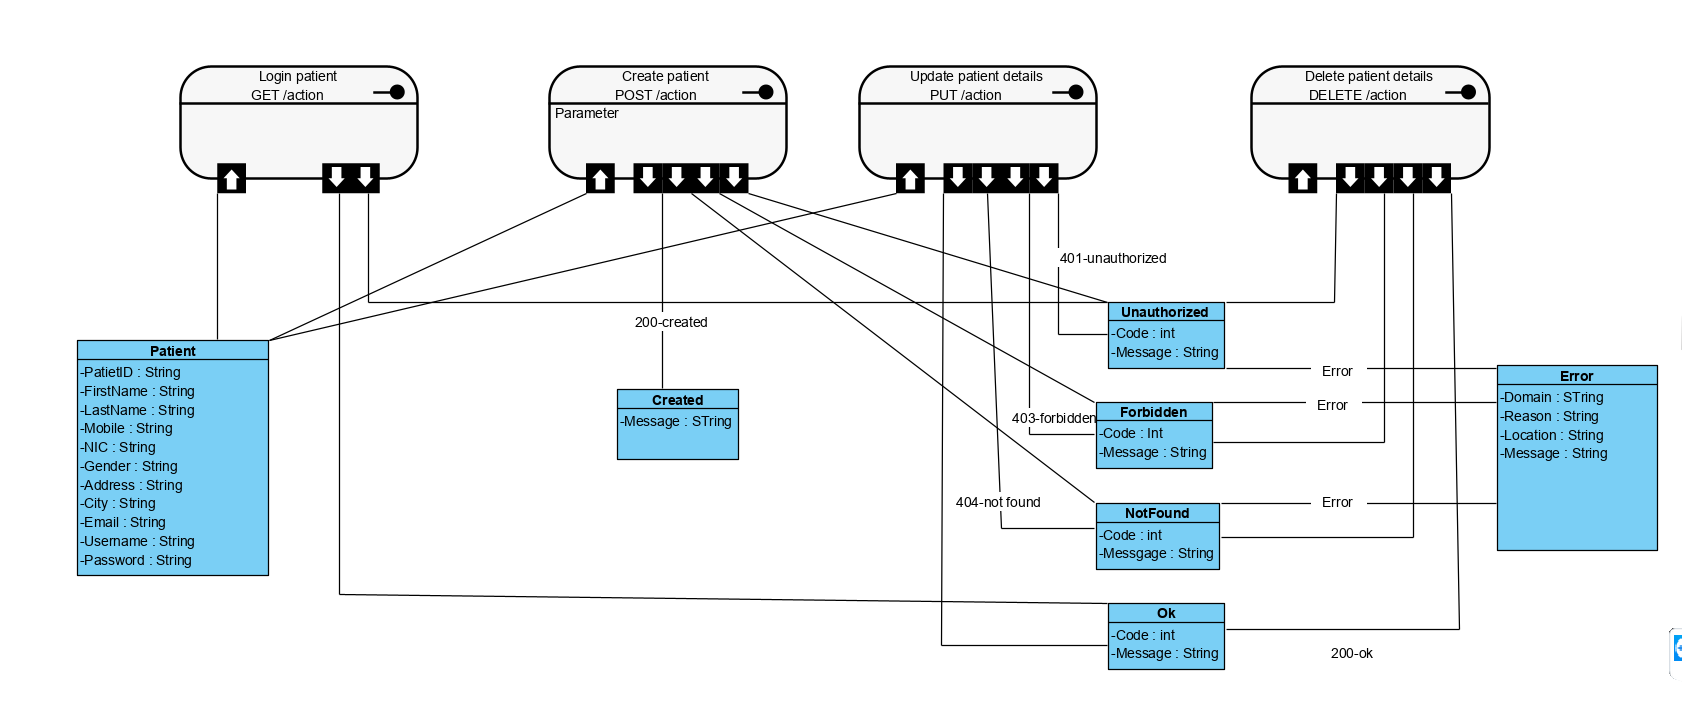 Login patient
GET /action
Create patient
POST /action
Parameter
Update patient details
PUT /action
Delete patient details
DELETE /action
401-unauthorized
200-created
403-forbidden
404-not found
200-ok
Patient
-PatietID : String
-FirstName : String
-LastName : String
-Mobile : String
-NIC : String
-Gender : String
-Address : String
-City : String
-Email : String
-Username : String
-Password : String
Created
-Message : STring
Unauthorized
-Code : int
-Message : String
Forbidden
-Code : Int
-Message : String
NotFound
-Code : int
-Messgage : String
Ok
-Code : int
-Message : String
Error
Error
Error
Error
-Domain : STring
-Reason : String
-Location : String
-Message : String